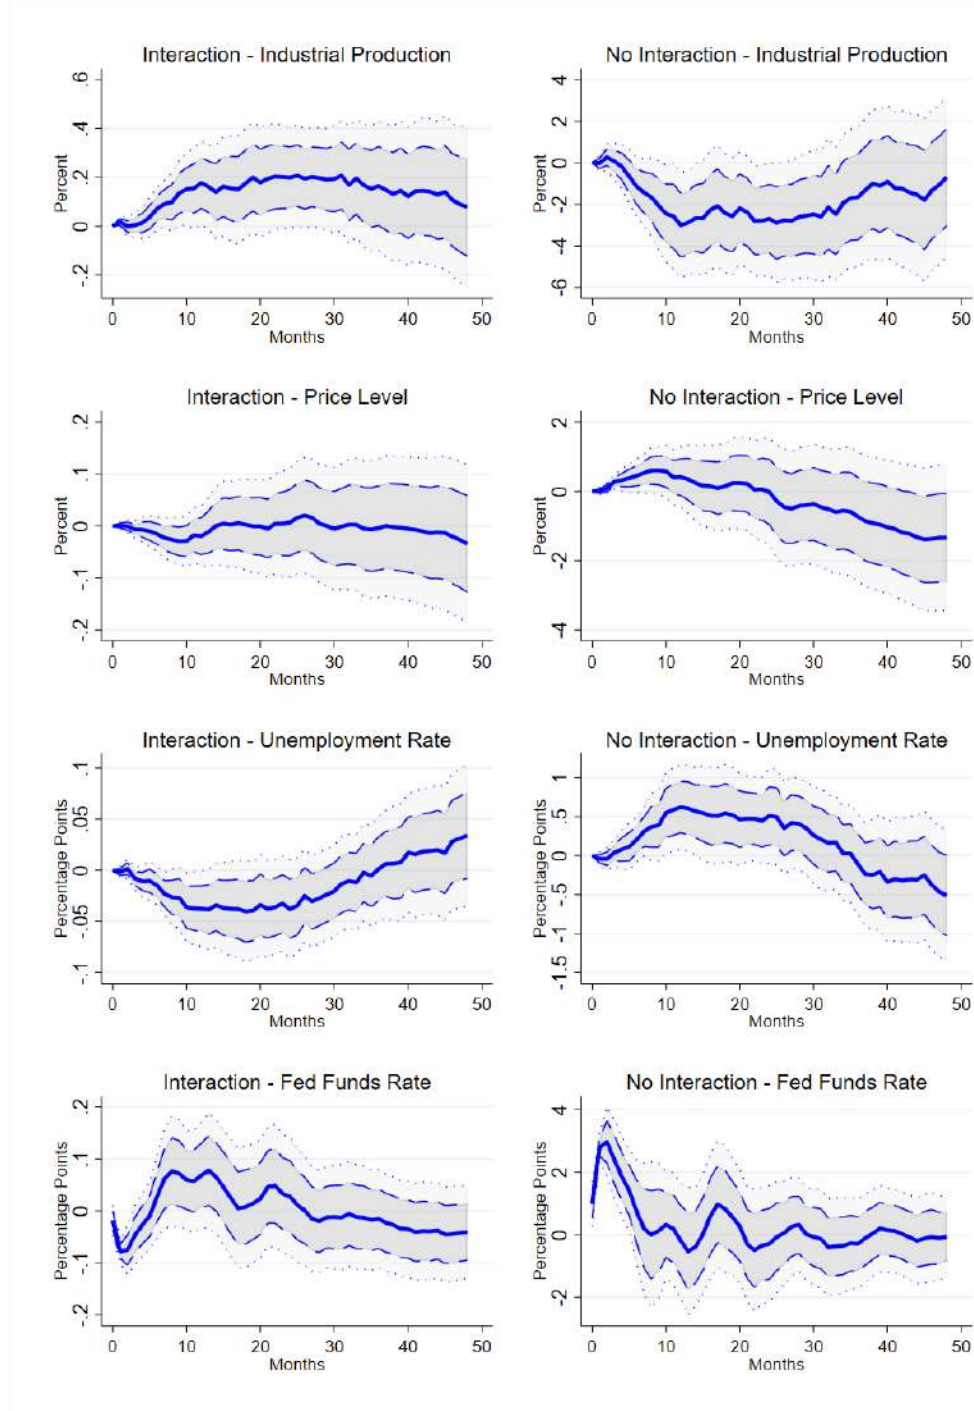 Interaction - Industrial Production
Percent
.6
.4
.2
0
-.2
0 10 20 30 40 50
Months
No Interaction - Industrial Production
Percent
4
2
0
-2
-4
-6
0 10 20 30 40 50
Months
Interaction - Price Level
Percent
.2
.1
0
-.1
-.2
0 10 20 30 40 50
Months
No Interaction - Price Level
Percent
2
0
-2
-4
0 10 20 30 40 50
Months
Interaction - Unemployment Rate
Percentage Points
.1
.05
0
-.05
-.1
0 10 20 30 40 50
Months
No Interaction - Unemployment Rate
Percentage Points
1
.5
0
-.5
-1
-1.5
0 10 20 30 40 50
Months
Interaction - Fed Funds Rate
Percentage Points
.2
.1
0
-.1
-.2
0 10 20 30 40 50
Months
No Interaction - Fed Funds Rate
Percentage Points
4
2
0
-2
0 10 20 30 40 50
Months